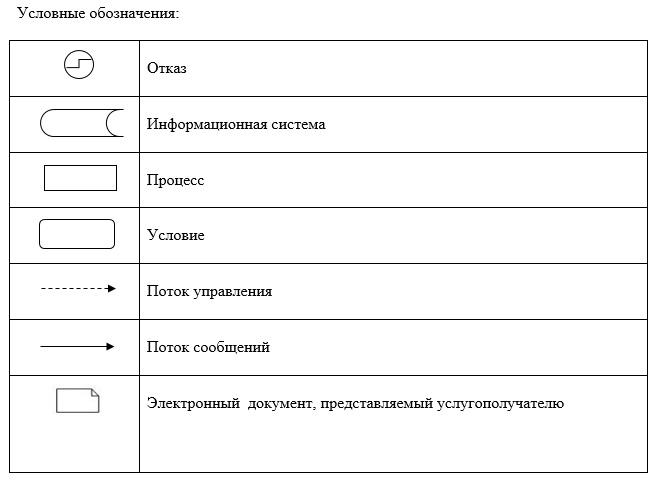 Условные обозначения:
Отказ
Информационная система
Процесс
Условие
Поток управления
Поток сообщений
Электронный  документ, представляемый услугополучателю